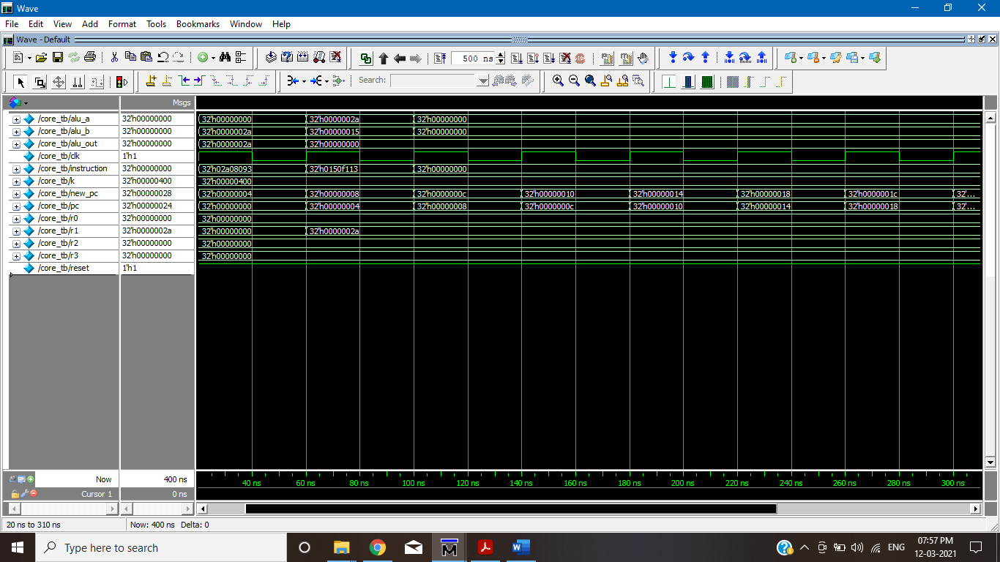 Wave
File Edit View Add Format Tools Bookmarks Window Help
Wave - Default
500 ns
Search:
Msgs
/core_tb/alu_a 32'h00000000 32'h00000000 32'h0000002a 32'h00000000
/core_tb/alu_b 32'h00000000 32'h0000002a 32'h00000015 32'h00000000
/core_tb/alu_out 32'h00000000 32'h0000002a 32'h00000000
/core_tb/clk 1'h1
/core_tb/instruction 32'h00000000 32'h02a08093 32'h0150f113 32'h00000000
/core_tb/k 32'h00000400 32'h00000400
/core_tb/new_pc 32'h00000028 32'h00000004 32'h00000008 32'h0000000c 32'h00000010 32'h00000014 32'h00000018 32'h0000001c 32'...
/core_tb/pc 32'h00000024 32'h00000000 32'h00000004 32'h00000008 32'h0000000c 32'h00000010 32'h00000014 32'h00000018 32'...
/core_tb/r0 32'h00000000 32'h00000000
/core_tb/r1 32'h0000002a 32'h00000000 32'h0000002a
/core_tb/r2 32'h00000000 32'h00000000
/core_tb/r3 32'h00000000 32'h00000000
/core_tb/reset 1'h1
Now 400 ns 40 ns 60 ns 80 ns 100 ns 120 ns 140 ns 160 ns 180 ns 200 ns 220 ns 240 ns 260 ns 280 ns 300 ns
Cursor 1 0 ns
20 ns to 310 ns Now: 400 ns Delta: 0
Type here to search
ENG
07:57 PM
12-03-2021